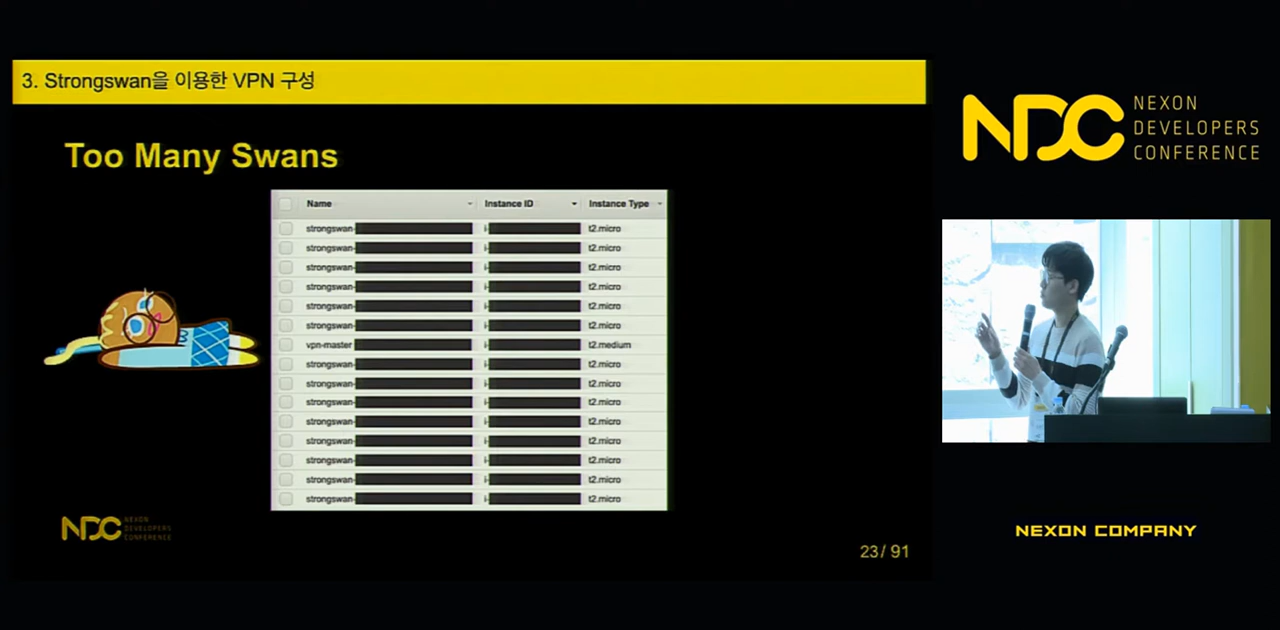 3. Strongswan을 이용한 VPN 구성
Too Many Swans
Name Instance ID Instance Type
strongswan- i- t2.micro
strongswan- i- t2.micro
strongswan- i- t2.micro
strongswan- i- t2.micro
strongswan- i- t2.micro
strongswan- i- t2.micro
vpn-master i- t2.medium
strongswan- i- t2.micro
strongswan- i- t2.micro
strongswan- i- t2.micro
strongswan- i- t2.micro
strongswan- i- t2.micro
strongswan- i- t2.micro
strongswan- i- t2.micro
strongswan- i- t2.micro
NDC NEXON
DEVELOPERS
CONFERENCE
23/ 91
NDC NEXON
DEVELOPERS
CONFERENCE
NEXON COMPANY